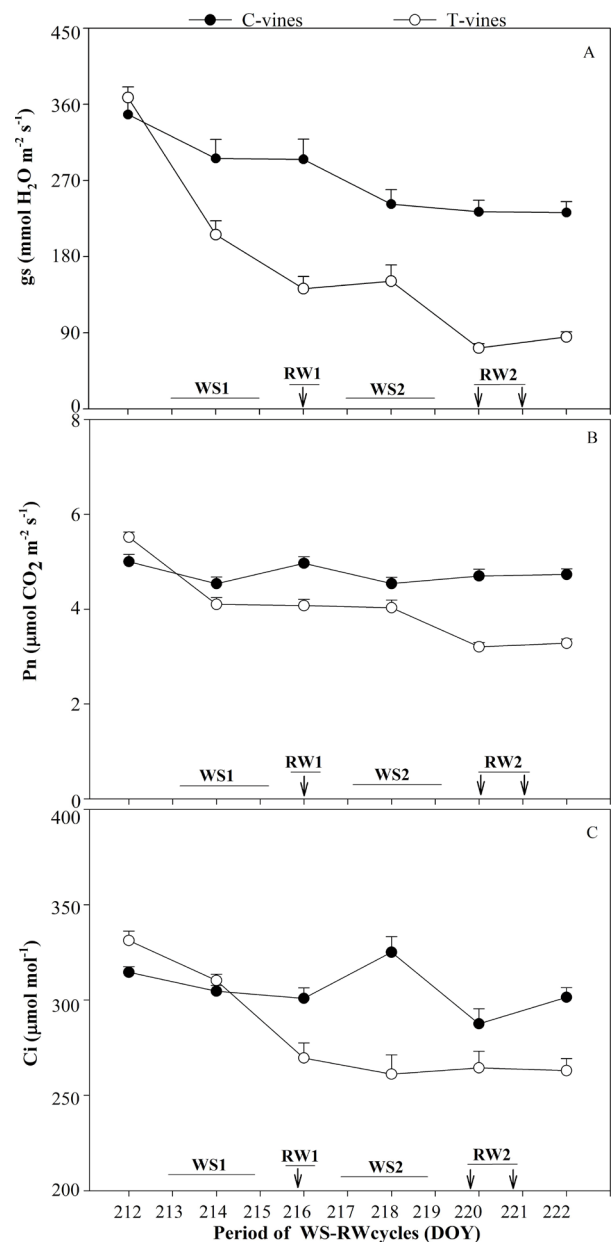 C-vines T-vines
A
450
360
270
180
90
0
gs (mmol H2O m-2 s-1)
WS1 RW1 WS2 RW2
B
8
6
4
2
0
Pn (µmol CO2 m-2 s-1)
WS1 RW1 WS2 RW2
C
400
350
300
250
200
Ci (µmol mol-1)
WS1 RW1 WS2 RW2
212 213 214 215 216 217 218 219 220 221 222
Period of WS-RWcycles (DOY)